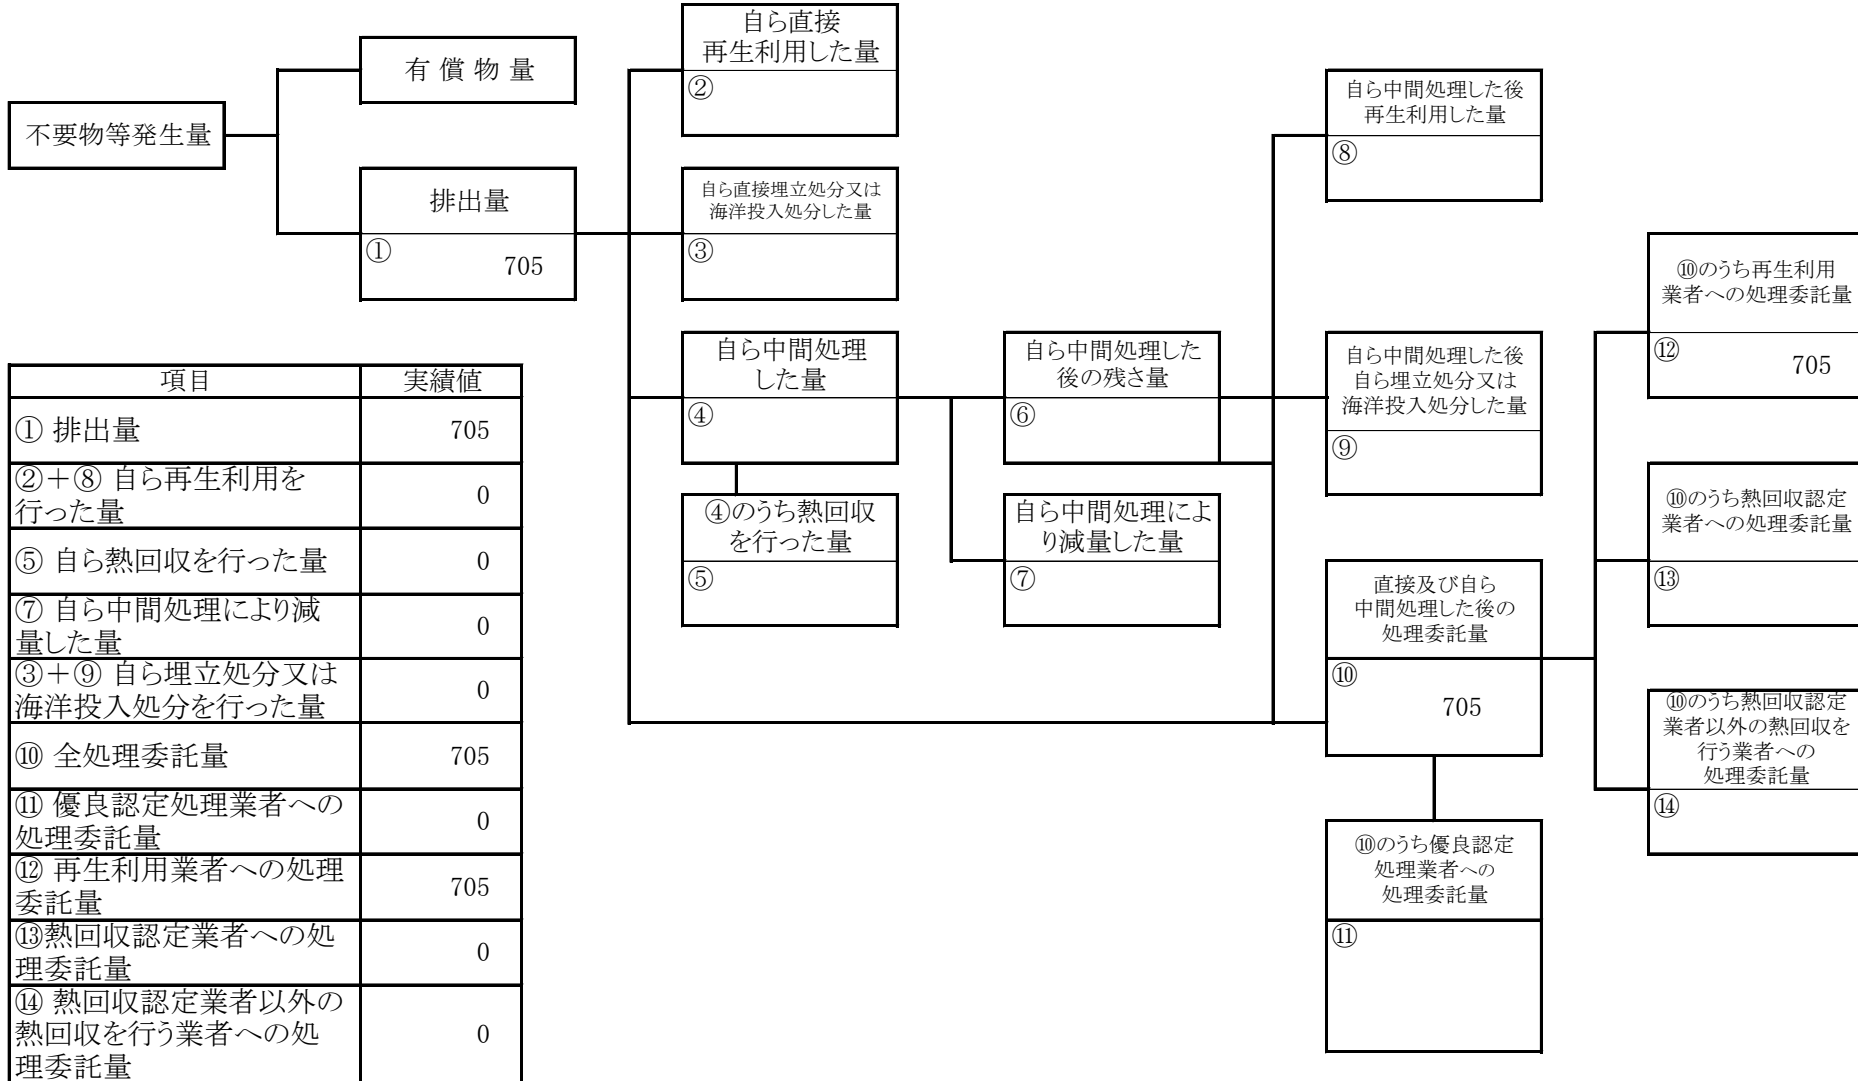 不要物等発生量
有 償 物 量
排出量
①
705
自ら直接
再生利用した量
②
自ら直接埋立処分又は
海洋投入処分した量
③
自ら中間処理
した量
④
④のうち熱回収
を行った量
⑤
自ら中間処理した
後の残さ量
⑥
自ら中間処理によ
り減量した量
⑦
自ら中間処理した後
再生利用した量
⑧
自ら中間処理した後
自ら埋立処分又は
海洋投入処分した量
⑨
直接及び自ら
中間処理した後の
処理委託量
⑩
705
⑩のうち優良認定
処理業者への
処理委託量
⑪
⑩のうち再生利用
業者への処理委託量
⑫
705
⑩のうち熱回収認定
業者への処理委託量
⑬
⑩のうち熱回収認定
業者以外の熱回収を
行う業者への
処理委託量
⑭
項目 実績値
① 排出量 705
②＋⑧ 自ら再生利用を
行った量 0
⑤ 自ら熱回収を行った量 0
⑦ 自ら中間処理により減
量した量 0
③＋⑨ 自ら埋立処分又は
海洋投入処分を行った量 0
⑩ 全処理委託量 705
⑪ 優良認定処理業者への
処理委託量 0
⑫ 再生利用業者への処理
委託量 705
⑬熱回収認定業者への処
理委託量 0
⑭ 熱回収認定業者以外の
熱回収を行う業者への処
理委託量 0